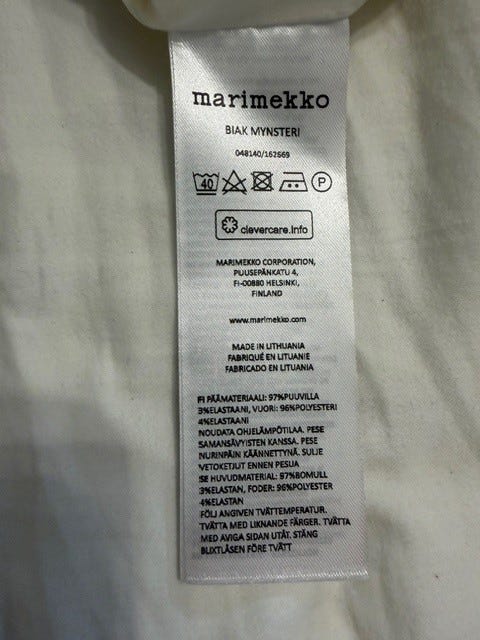 marimekko
BIAK MYNSTERI
048140/162669
40 P
clevercare.info
MARIMEKKO CORPORATION,
PUUSEPÄNKATU 4,
FI-00880 HELSINKI,
FINLAND
www.marimekko.com
MADE IN LITHUANIA
FABRIQUÉ EN LITUANIE
FABRICADO EN LITUANIA
FI PÄÄMATERIAALI: 97%PUUVILLA
3%ELASTAANI, VUORI: 96%POLYESTERI
4%ELASTAANI
NOUDATA OHJELÄMPÖTILAA. PESE
SAMANSÄVYISTEN KANSSA. PESE
NURINPÄIN KÄÄNNETTYNÄ. SULJE
VETOKETJUT ENNEN PESUA
SE HUVUDMATERIAL: 97%BOMULL
3%ELASTAN, FODER: 96%POLYESTER
4%ELASTAN
FÖLJ ANGIVEN TVÄTTEMPERATUR.
TVÄTTA MED LIKNANDE FÄRGER. TVÄTTA
MED AVIGA SIDAN UTÅT. STÄNG
BLIXTLÅSEN FÖRE TVÄTT